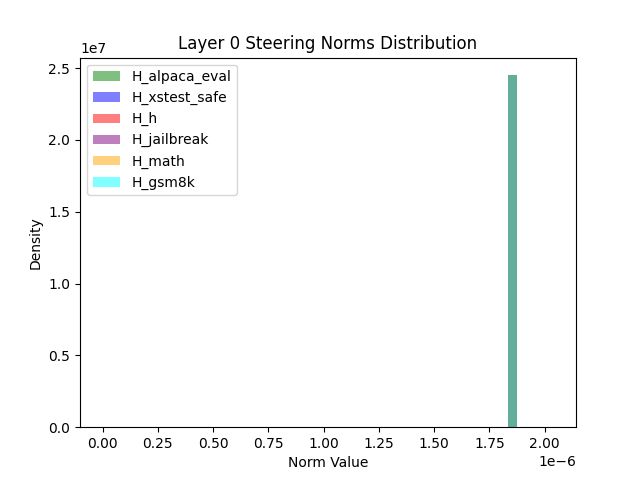 Layer 0 Steering Norms Distribution
1e7
2.5
2.0
1.5
1.0
0.5
0.0
Density
H_alpaca_eval
H_xstest_safe
H_h
H_jailbreak
H_math
H_gsm8k
0.00 0.25 0.50 0.75 1.00 1.25 1.50 1.75 2.00
Norm Value
1e−6